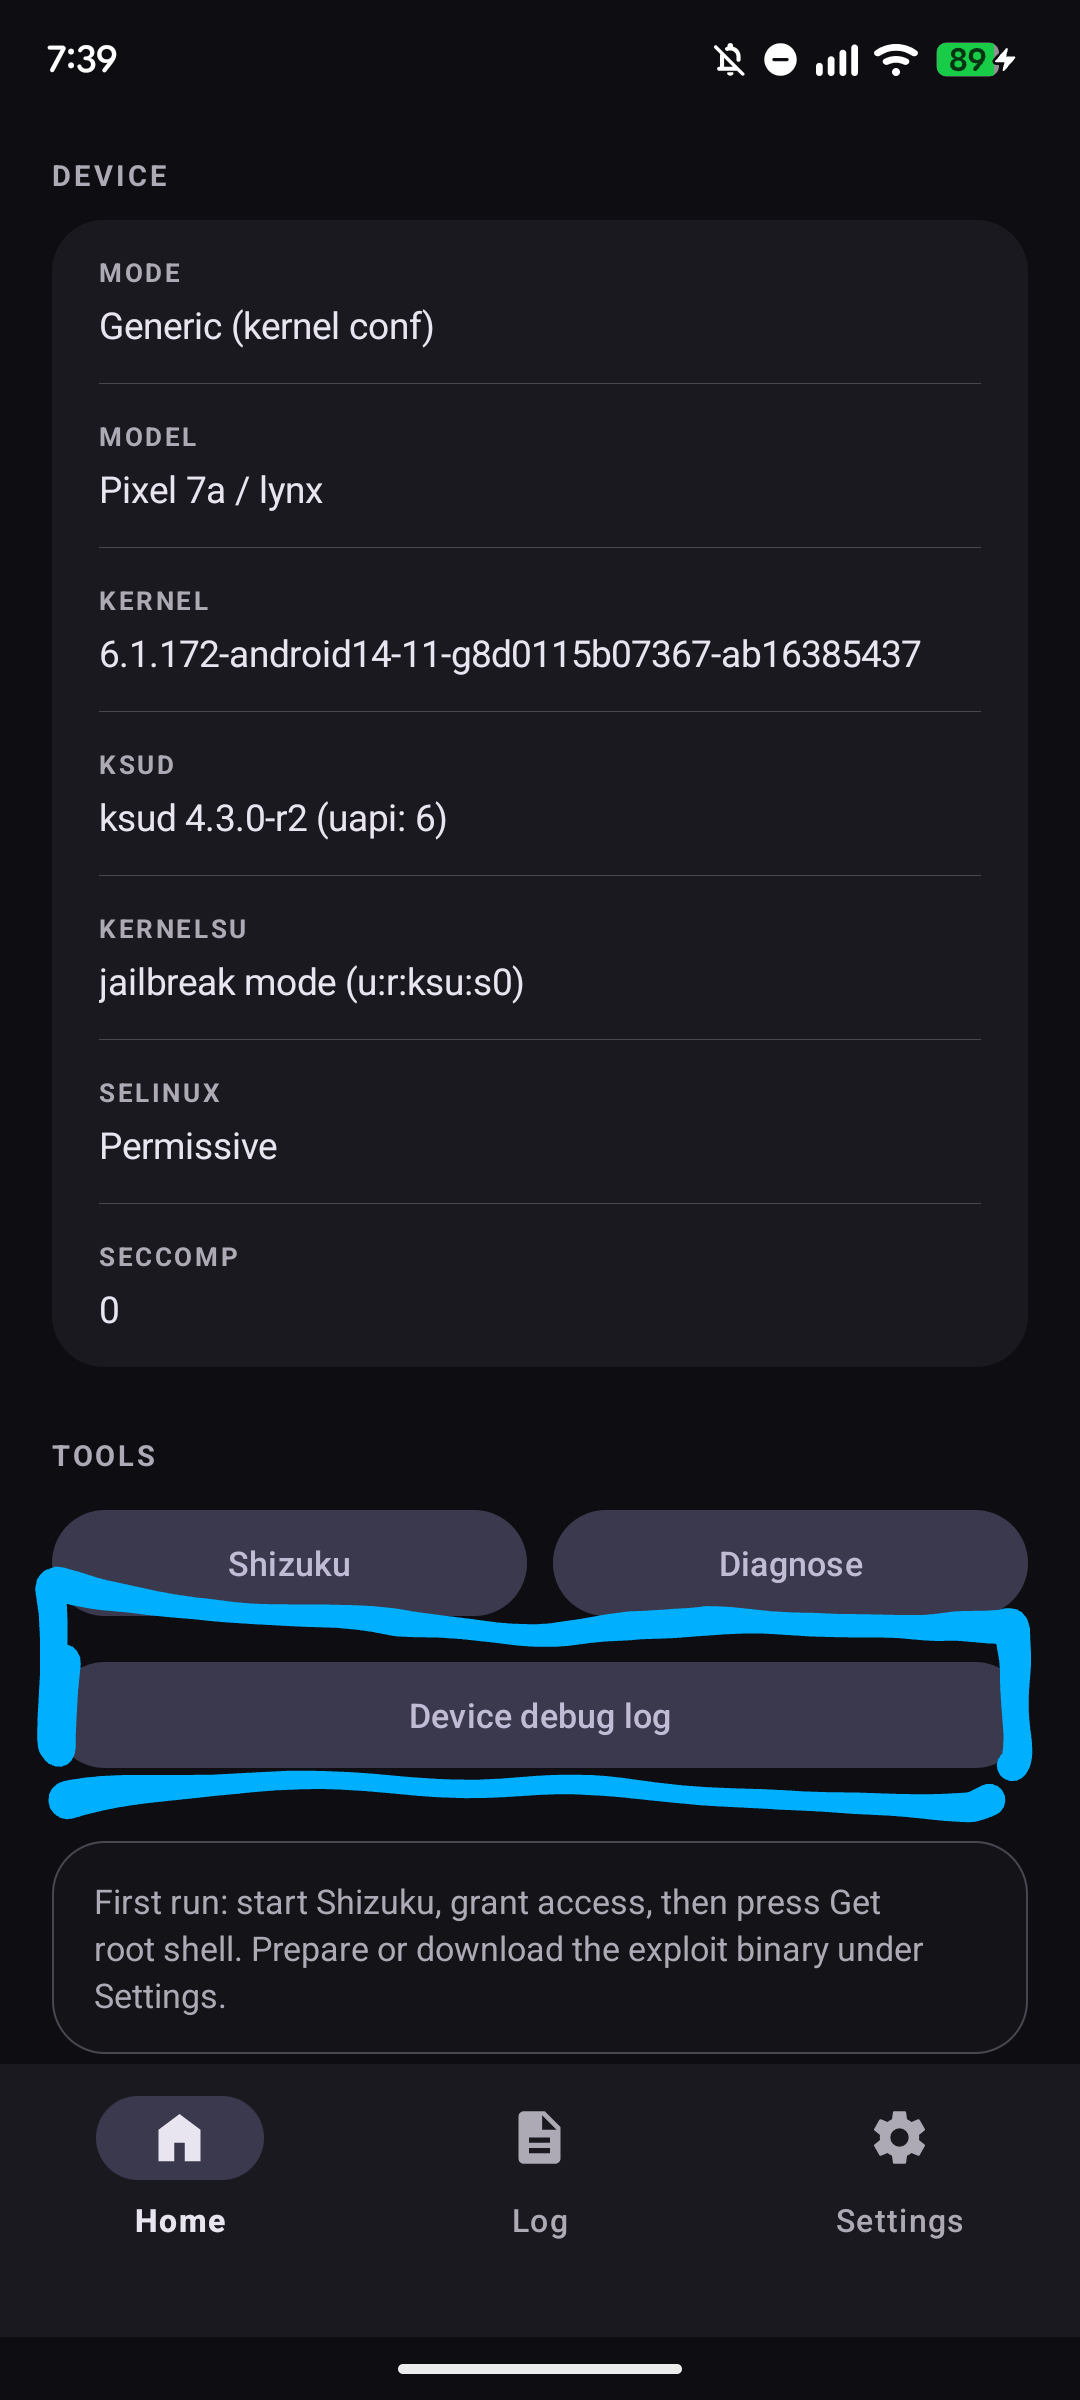 7:39
89
DEVICE
MODE
Generic (kernel conf)
MODEL
Pixel 7a / lynx
KERNEL
6.1.172-android14-11-g8d0115b07367-ab16385437
KSUD
ksud 4.3.0-r2 (uapi: 6)
KERNELSU
jailbreak mode (u:r:ksu:s0)
SELINUX
Permissive
SECCOMP
0
TOOLS
Shizuku
Diagnose
Device debug log
First run: start Shizuku, grant access, then press Get
root shell. Prepare or download the exploit binary under
Settings.
Home
Log
Settings